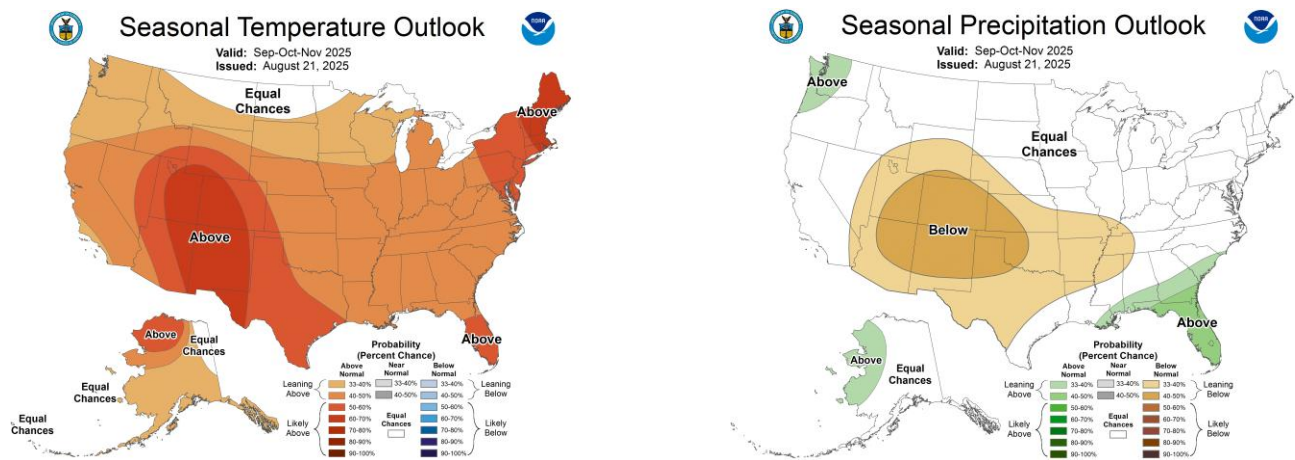 Seasonal Temperature Outlook
Valid: Sep-Oct-Nov 2025
Issued: August 21, 2025
NOAA
Equal
Chances
Above
Above
Above
Above
Equal
Chances
Equal
Chances
Equal
Chances
Probability
(Percent Chance)
Above
Normal
Near
Normal
Below
Normal
Leaning
Above
33-40%
33-40%
33-40%
Leaning
Below
40-50%
40-50%
40-50%
Likely
Above
50-60%
Equal
Chances
50-60%
Likely
Below
60-70%
60-70%
70-80%
70-80%
80-90%
80-90%
90-100%
90-100%
Seasonal Precipitation Outlook
Valid: Sep-Oct-Nov 2025
Issued: August 21, 2025
NOAA
Above
Equal
Chances
Below
Above
Above
Equal
Chances
Probability
(Percent Chance)
Above
Normal
Near
Normal
Below
Normal
Leaning
Above
33-40%
33-40%
33-40%
Leaning
Below
40-50%
40-50%
40-50%
Likely
Above
50-60%
Equal
Chances
50-60%
Likely
Below
60-70%
60-70%
70-80%
70-80%
80-90%
80-90%
90-100%
90-100%